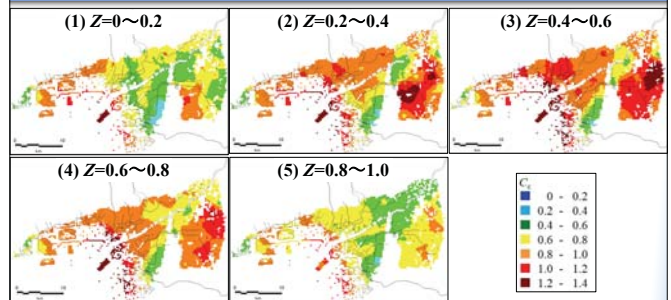 (1) Z=0～0.2
(2) Z=0.2～0.4
(3) Z=0.4～0.6
(4) Z=0.6～0.8
(5) Z=0.8～1.0
Cc
0 - 0.2
0.2 - 0.4
0.4 - 0.6
0.6 - 0.8
0.8 - 1.0
1.0 - 1.2
1.2 - 1.4